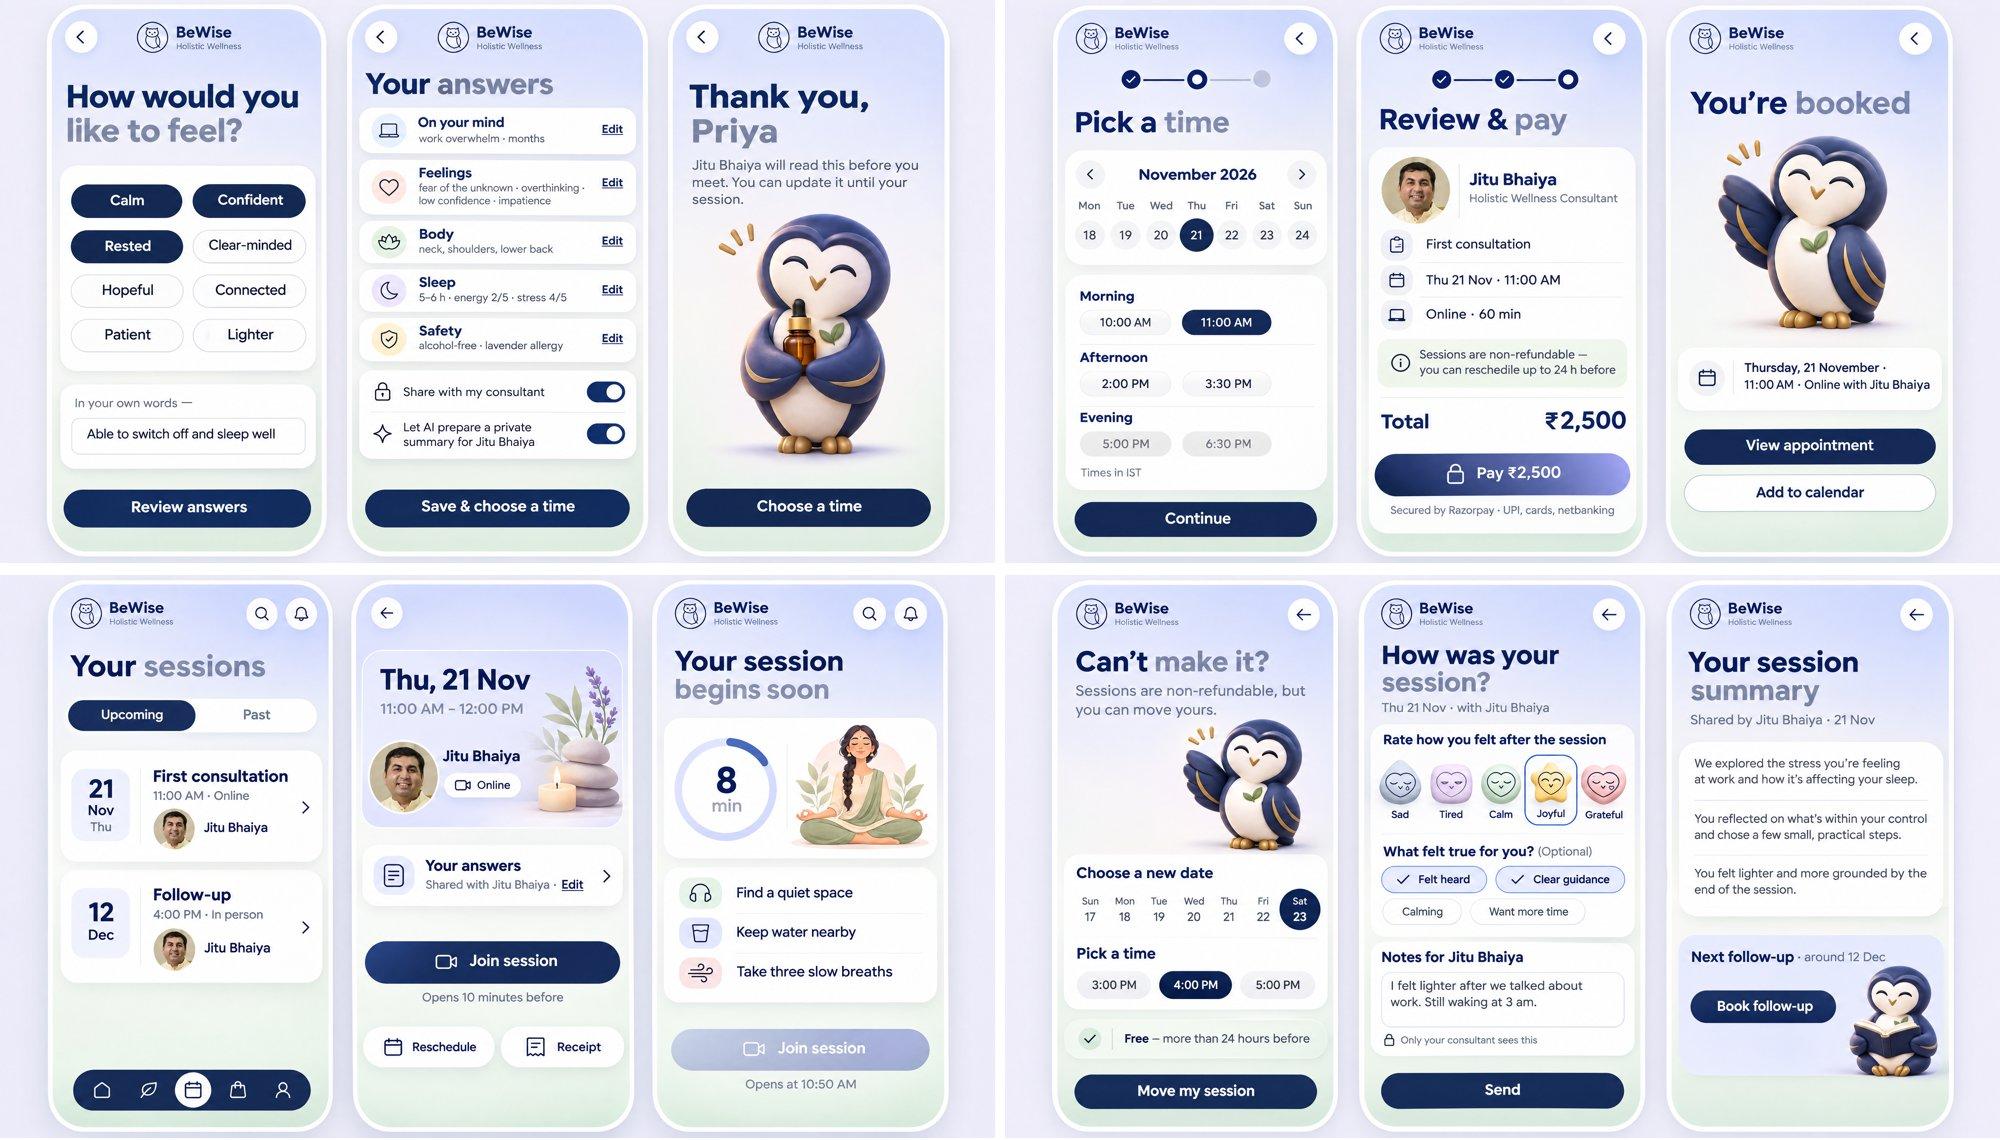 BeWise
Holistic Wellness
How would you
like to feel?
Calm
Confident
Rested
Clear-minded
Hopeful
Connected
Patient
Lighter
In your own words —
Able to switch off and sleep well
Review answers
BeWise
Holistic Wellness
Your answers
On your mind
work overwhelm · months
Edit
Feelings
fear of the unknown · overthinking ·
low confidence · impatience
Edit
Body
neck, shoulders, lower back
Edit
Sleep
5–6 h · energy 2/5 · stress 4/5
Edit
Safety
alcohol-free · lavender allergy
Edit
Share with my consultant
Let AI prepare a private
summary for Jitu Bhaiya
Save & choose a time
BeWise
Holistic Wellness
Thank you,
Priya
Jitu Bhaiya will read this before you
meet. You can update it until your
session.
Choose a time
BeWise
Holistic Wellness
Pick a time
November 2026
Mon Tue Wed Thu Fri Sat Sun
18 19 20 21 22 23 24
Morning
10:00 AM 11:00 AM
Afternoon
2:00 PM 3:30 PM
Evening
5:00 PM 6:30 PM
Times in IST
Continue
BeWise
Holistic Wellness
Review & pay
Jitu Bhaiya
Holistic Wellness Consultant
First consultation
Thu 21 Nov · 11:00 AM
Online · 60 min
Sessions are non-refundable —
you can reschedile up to 24 h before
Total ₹2,500
Pay ₹2,500
Secured by Razorpay · UPI, cards, netbanking
BeWise
Holistic Wellness
You're booked
Thursday, 21 November ·
11:00 AM · Online with Jitu Bhaiya
View appointment
Add to calendar
BeWise
Holistic Wellness
Your sessions
Upcoming Past
21
Nov
Thu
First consultation
11:00 AM · Online
Jitu Bhaiya
12
Dec
Follow-up
4:00 PM · In person
Jitu Bhaiya
Thu, 21 Nov
11:00 AM – 12:00 PM
Jitu Bhaiya
Online
Your answers
Shared with Jitu Bhaiya · Edit
Join session
Opens 10 minutes before
Reschedule
Receipt
BeWise
Holistic Wellness
Your session
begins soon
8
min
Find a quiet space
Keep water nearby
Take three slow breaths
Join session
Opens at 10:50 AM
BeWise
Holistic Wellness
Can't make it?
Sessions are non-refundable, but
you can move yours.
Choose a new date
Sun Mon Tue Wed Thu Fri Sat
17 18 19 20 21 22 23
Pick a time
3:00 PM 4:00 PM 5:00 PM
Free – more than 24 hours before
Move my session
BeWise
Holistic Wellness
How was your
session?
Thu 21 Nov · with Jitu Bhaiya
Rate how you felt after the session
Sad Tired Calm Joyful Grateful
What felt true for you? (Optional)
Felt heard
Clear guidance
Calming
Want more time
Notes for Jitu Bhaiya
I felt lighter after we talked about
work. Still waking at 3 am.
Only your consultant sees this
Send
BeWise
Holistic Wellness
Your session
summary
Shared by Jitu Bhaiya · 21 Nov
We explored the stress you're feeling
at work and how it's affecting your sleep.
You reflected on what's within your control
and chose a few small, practical steps.
You felt lighter and more grounded by the
end of the session.
Next follow-up · around 12 Dec
Book follow-up